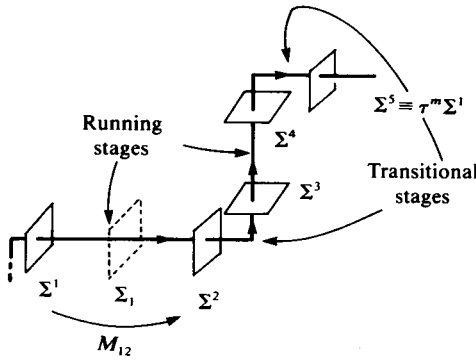 Σ⁵ ≡ τᵐΣ¹
Running
stages
Σ⁴
Transitional
stages
Σ³
Σ¹
Σ₁
Σ²
M₁₂